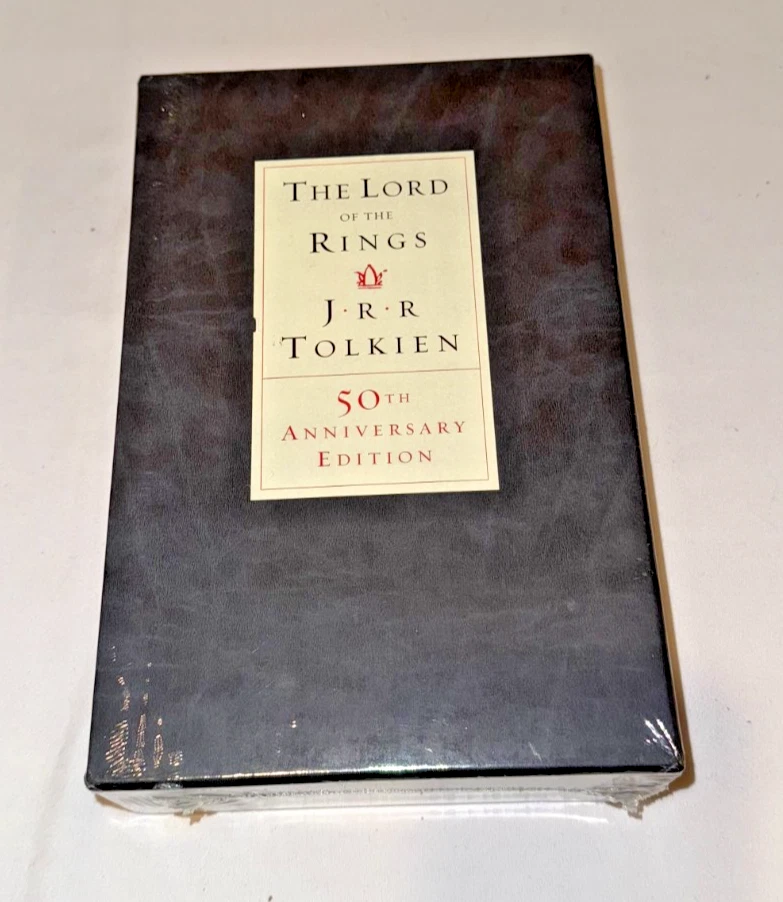 THE LORD
OF THE
RINGS
J·R·R
TOLKIEN
50TH
ANNIVERSARY
EDITION